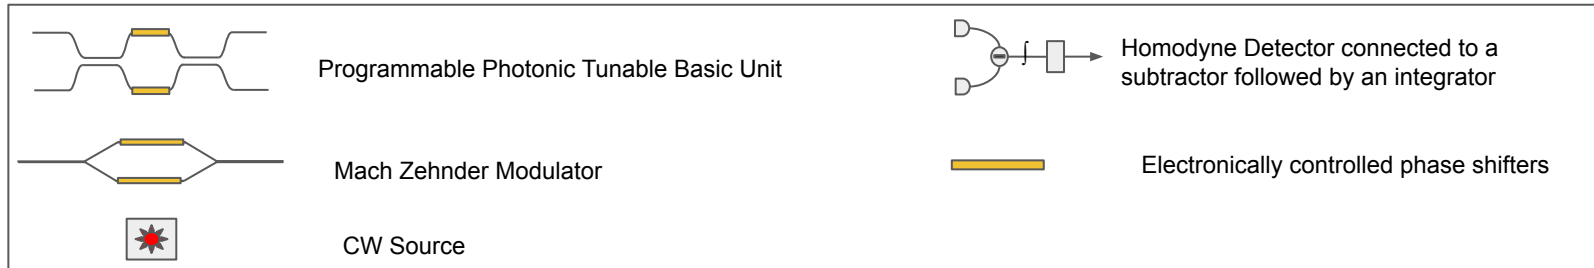 Programmable Photonic Tunable Basic Unit
Mach Zehnder Modulator
CW Source
Homodyne Detector connected to a
subtractor followed by an integrator
Electronically controlled phase shifters